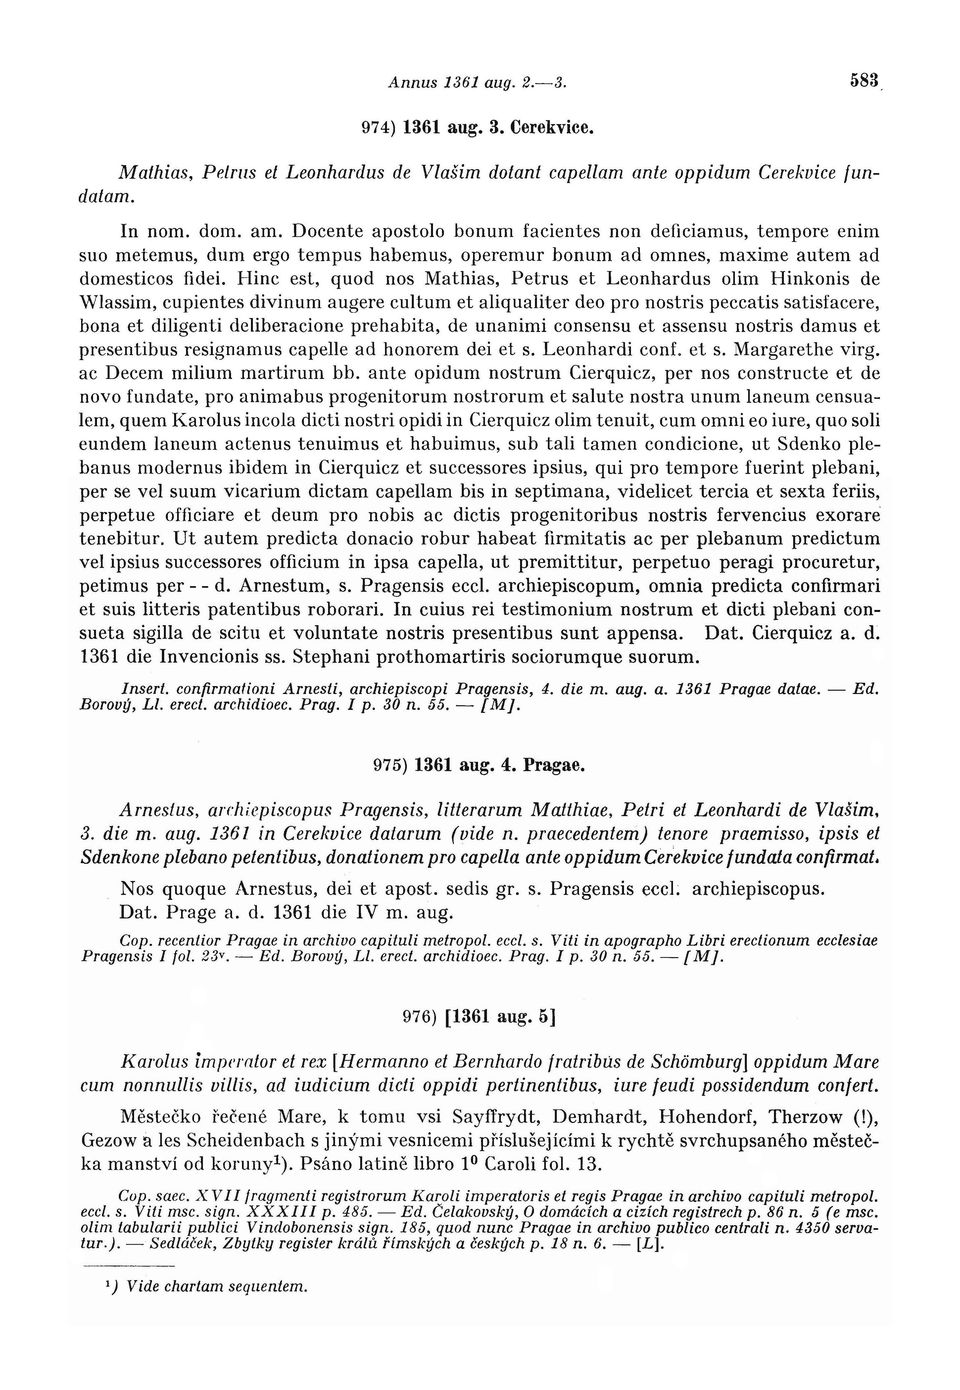 Annus 1361 aug. 2.—3. 583
974) 1361 aug. 3. Cerekvice.
Mathias, Petrus et Leonhardus de Vlašim dotant capellam ante oppidum Cerekvice fun-
datam.
In nom. dom. am. Docente apostolo bonum facientes non deficiamus, tempore enim
suo metemus, dum ergo tempus habemus, operemur bonum ad omnes, maxime autem ad
domesticos fidei. Hinc est, quod nos Mathias, Petrus et Leonhardus olim Hinkonis de
Wlassim, cupientes divinum augere cultum et aliqualiter deo pro nostris peccatis satisfacere,
bona et diligenti deliberacione prehabita, de unanimi consensu et assensu nostris damus et
presentibus resignamus capelle ad honorem dei et s. Leonhardi conf. et s. Margarethe virg.
ac Decem milium martirum bb. ante opidum nostrum Cierquicz, per nos constructe et de
novo fundate, pro animabus progenitorum nostrorum et salute nostra unum laneum censua-
lem, quem Karolus incola dicti nostri opidi in Cierquicz olim tenuit, cum omni eo iure, quo soli
eundem laneum actenus tenuimus et habuimus, sub tali tamen condicione, ut Sdenko ple-
banus modernus ibidem in Cierquicz et successores ipsius, qui pro tempore fuerint plebani,
per se vel suum vicarium dictam capellam bis in septimana, videlicet tercia et sexta feriis,
perpetue officiare et deum pro nobis ac dictis progenitoribus nostris fervencius exorare
tenebitur. Ut autem predicta donacio robur habeat firmitatis ac per plebanum predictum
vel ipsius successores officium in ipsa capella, ut premittitur, perpetuo peragi procuretur,
petimus per - - d. Arnestum, s. Pragensis eccl. archiepiscopum, omnia predicta confirmari
et suis litteris patentibus roborari. In cuius rei testimonium nostrum et dicti plebani con-
sueta sigilla de scitu et voluntate nostris presentibus sunt appensa. Dat. Cierquicz a. d.
1361 die Invencionis ss. Stephani prothomartiris sociorumque suorum.
Insert. confirmationi Arnesti, archiepiscopi Pragensis, 4. die m. aug. a. 1361 Pragae datae. — Ed.
Borový, Ll. erect. archidioec. Prag. I p. 30 n. 55. — [M].
975) 1361 aug. 4. Pragae.
Arnestus, archiepiscopus Pragensis, litterarum Matthiae, Petri et Leonhardi de Vlašim,
3. die m. aug. 1361 in Cerekvice datarum (vide n. praecedentem) tenore praemisso, ipsis et
Sdenkone plebano petentibus, donationem pro capella ante oppidum Cerekvice fundata confirmat.
Nos quoque Arnestus, dei et apost. sedis gr. s. Pragensis eccl. archiepiscopus.
Dat. Prage a. d. 1361 die IV m. aug.
Cop. recentior Pragae in archivo capituli metropol. eccl. s. Viti in apographo Libri erectionum ecclesiae
Pragensis I fol. 23v. — Ed. Borový, Ll. erect. archidioec. Prag. I p. 30 n. 55. — [M].
976) [1361 aug. 5]
Karolus imperator et rex [Hermanno et Bernhardo fratribus de Schömburg] oppidum Mare
cum nonnullis villis, ad iudicium dicti oppidi pertinentibus, iure feudi possidendum confert.
Městečko řečené Mare, k tomu vsi Sayffrydt, Demhardt, Hohendorf, Therzow (!),
Gezow a les Scheidenbach s jinými vesnicemi příslušejícími k rychtě svrchupsaného městeč-
ka manství od koruny¹). Psáno latině libro 1⁰ Caroli fol. 13.
Cop. saec. XVII fragmenti registrorum Karoli imperatoris et regis Pragae in archivo capituli metropol.
eccl. s. Viti msc. sign. XXXIII p. 485. — Ed. Čelakovský, O domácích a cizích registrech p. 86 n. 5 (e msc.
olim tabularii publici Vindobonensis sign. 185, quod nunc Pragae in archivo publico centrali n. 4350 serva-
tur.). — Sedláček, Zbytky register králů římských a českých p. 18 n. 6. — [L].
¹) Vide chartam sequentem.